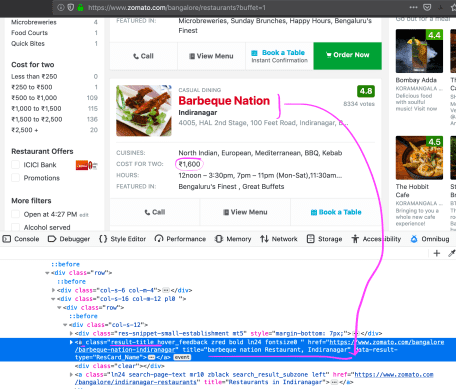 https://www.zomato.com/bangalore/restaurants?buffet=1
Microbreweries 4
Food Courts 1
Quick Bites 1
Cost for two
Less than ₹250 0
₹250 to ₹500 1
₹500 to ₹1,000 109
₹1,000 to ₹1,500 115
₹1,500 to ₹2,500 136
₹2,500 + 20
Restaurant Offers
ICICI Bank
Promotions
More filters
Open at 4:27 PM edit
Alcohol served
FEATURED IN: Microbreweries, Sunday Brunches, Happy Hours, Bengaluru's
Finest
Call
View Menu
Book a Table
Instant Confirmation
Order Now
CASUAL DINING
Barbeque Nation
Indiranagar
4005, HAL 2nd Stage, 100 Feet Road, Indiranagar, B...
4.8
8334 votes
CUISINES: North Indian, European, Mediterranean, BBQ, Kebab
COST FOR TWO: ₹1,600
HOURS: 12noon – 3:30pm, 7pm – 11pm (Mon-Sat),11:30am...
FEATURED IN: Bengaluru's Finest , Great Buffets
Call
View Menu
Book a Table
4.4
Bombay Adda
KORAMANGALA
Delicious food with
soulful music! Visit
now!
4.5
The Hobbit
Cafe
KORAMANGALA
Bringing to you a
whole new cafe
experience!
Console
Debugger
Style Editor
Performance
Memory
Network
Storage
Accessibility
Omnibug
::before
<div class="row">
<div class="col-s-6 col-m-4"></div>
<div class="col-s-16 col-m-12 pl0 ">
<div class="row">
::before
<div class="col-s-12">
<div class="res-snippet-small-establishment mt5" style="margin-bottom: 7px;"></div>
<a class="result-title hover_feedback zred bold ln24 fontsize0 " href="https://www.zomato.com/bangalore
/barbeque-nation-indiranagar" title="barbeque nation Restaurant, Indiranagar" data-result-
type="ResCard_Name"></a> event
<div class="clear"></div>
<a class="ln24 search-page-text mr10 zblack search_result_subzone left" href="https://www.zomato.com
/bangalore/indiranagar-restaurants" title="Restaurants in Indiranagar"></a>